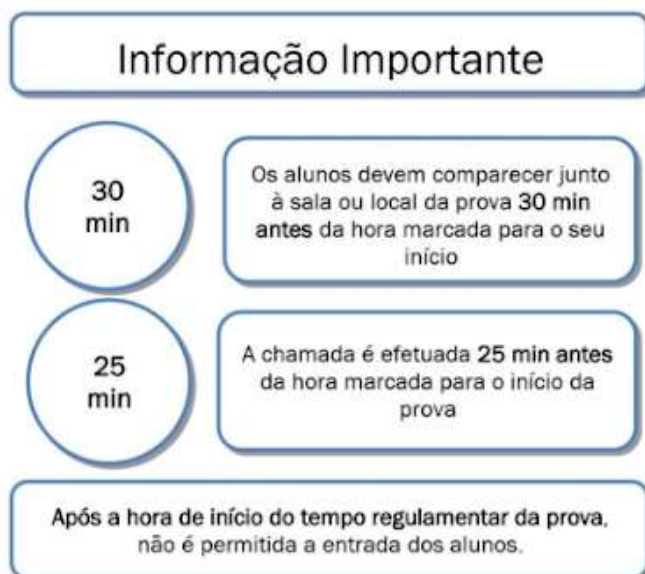 Informação Importante
30
min
Os alunos devem comparecer junto
à sala ou local da prova 30 min
antes da hora marcada para o seu
início
25
min
A chamada é efetuada 25 min antes
da hora marcada para o início da
prova
Após a hora de início do tempo regulamentar da prova,
não é permitida a entrada dos alunos.